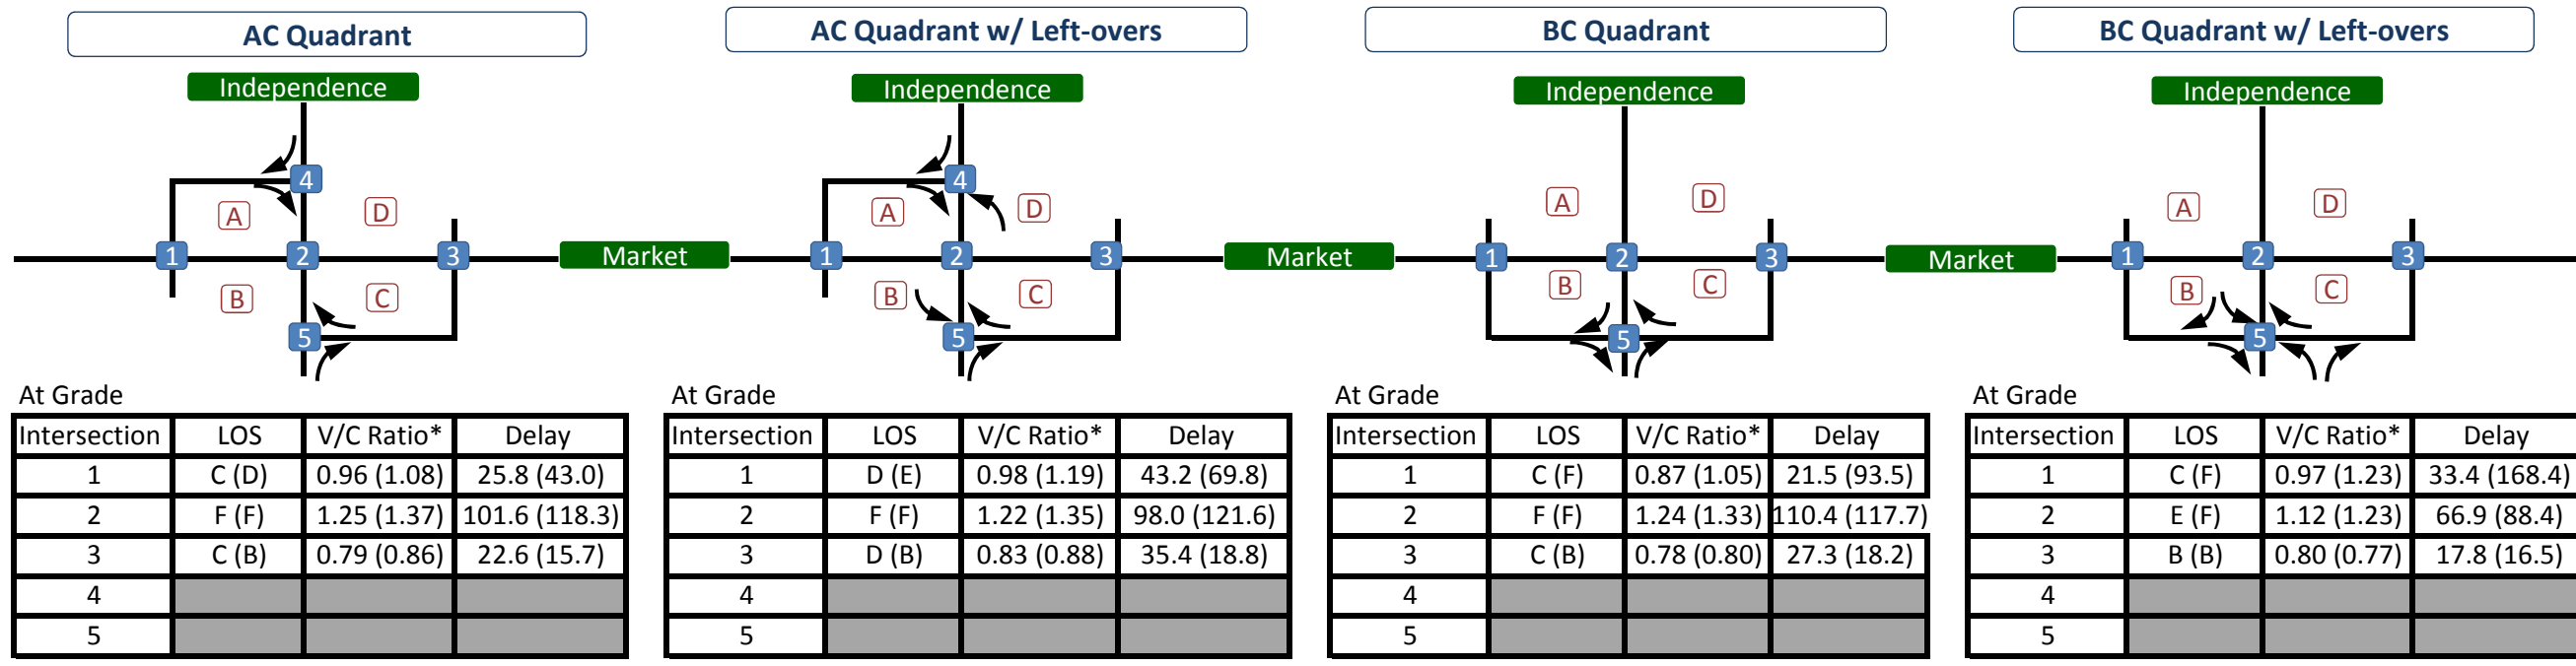 AC Quadrant
AC Quadrant w/ Left-overs
BC Quadrant
BC Quadrant w/ Left-overs
Independence
Independence
Independence
Independence
4
A
D
1
2
3
B
C
5
Market
4
A
D
1
2
3
B
C
5
Market
A
D
1
2
3
B
C
5
Market
A
D
1
2
3
B
C
5
At Grade
Intersection LOS V/C Ratio* Delay
1 C (D) 0.96 (1.08) 25.8 (43.0)
2 F (F) 1.25 (1.37) 101.6 (118.3)
3 C (B) 0.79 (0.86) 22.6 (15.7)
4
5
At Grade
Intersection LOS V/C Ratio* Delay
1 D (E) 0.98 (1.19) 43.2 (69.8)
2 F (F) 1.22 (1.35) 98.0 (121.6)
3 D (B) 0.83 (0.88) 35.4 (18.8)
4
5
At Grade
Intersection LOS V/C Ratio* Delay
1 C (F) 0.87 (1.05) 21.5 (93.5)
2 F (F) 1.24 (1.33) 110.4 (117.7)
3 C (B) 0.78 (0.80) 27.3 (18.2)
4
5
At Grade
Intersection LOS V/C Ratio* Delay
1 C (F) 0.97 (1.23) 33.4 (168.4)
2 E (F) 1.12 (1.23) 66.9 (88.4)
3 B (B) 0.80 (0.77) 17.8 (16.5)
4
5